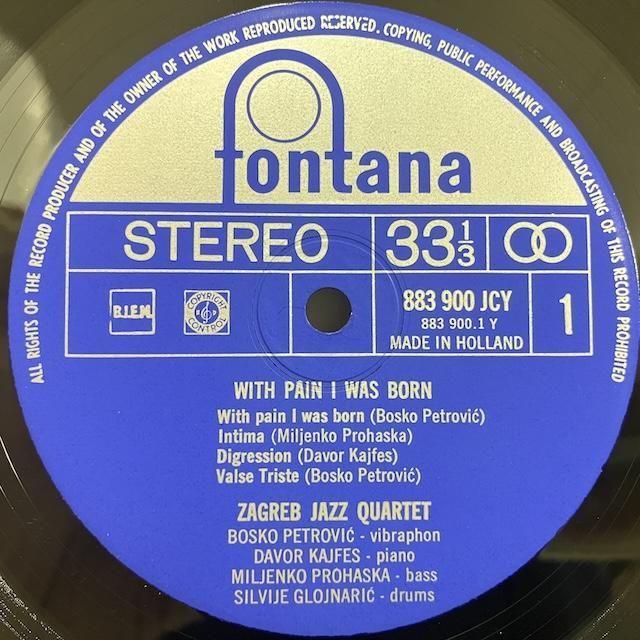 ALL RIGHTS OF THE RECORD PRODUCER AND OF THE OWNER OF THE WORK REPRODUCED RESERVED. COPYING, PUBLIC PERFORMANCE AND BROADCASTING OF THIS RECORD PROHIBITED
fontana
STEREO 33 1/3
B.I.E.M. COPYRIGHT CONTROL 883 900 JCY 1
883 900.1 Y
MADE IN HOLLAND
WITH PAIN I WAS BORN
With pain I was born (Bosko Petrović)
Intima (Miljenko Prohaska)
Digression (Davor Kajfes)
Valse Triste (Bosko Petrović)
ZAGREB JAZZ QUARTET
BOSKO PETROVIĆ - vibraphon
DAVOR KAJFES - piano
MILJENKO PROHASKA - bass
SILVIJE GLOJNARIĆ - drums